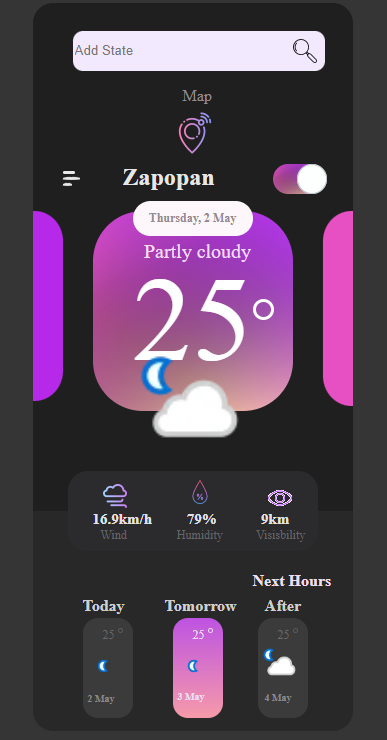 Add State
Map
Zapopan
Thursday, 2 May
Partly cloudy
25°
16.9km/h 79% 9km
Wind Humidity Visisbility
Next Hours
Today Tomorrow After
25 ° 25 ° 25 °
2 May 3 May 4 May